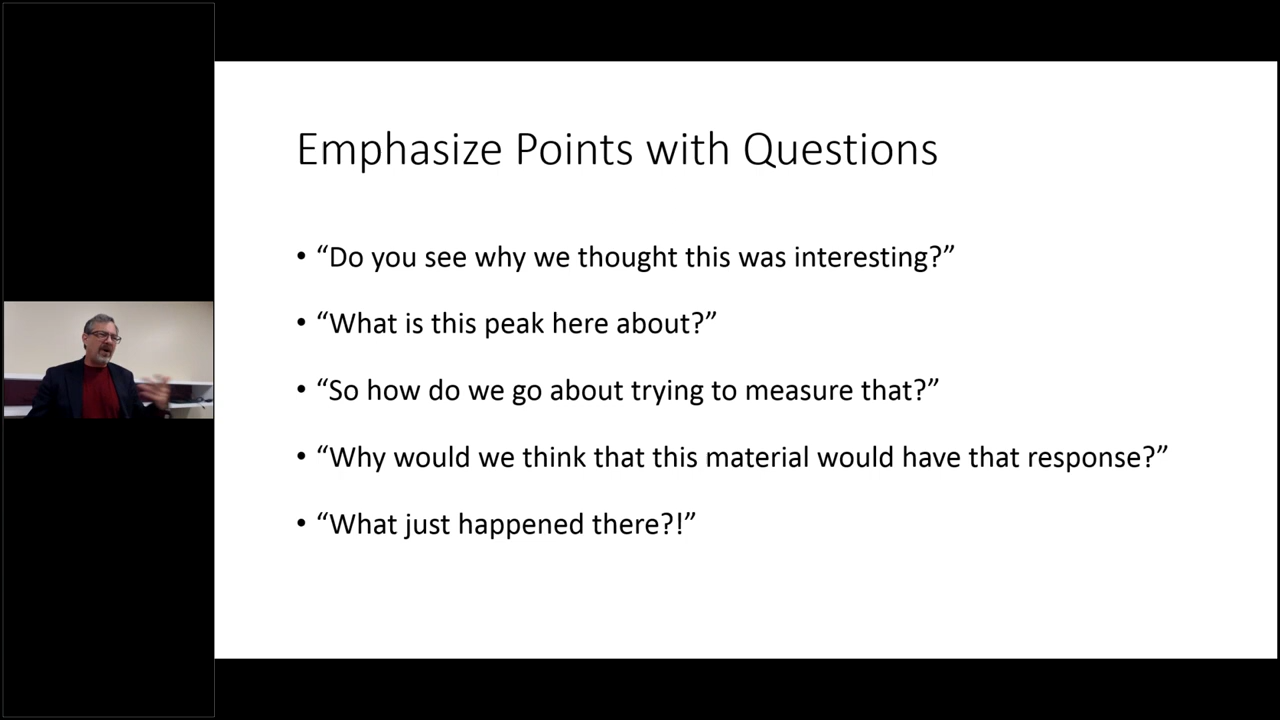 Emphasize Points with Questions
• “Do you see why we thought this was interesting?”
• “What is this peak here about?”
• “So how do we go about trying to measure that?”
• “Why would we think that this material would have that response?”
• “What just happened there?!”